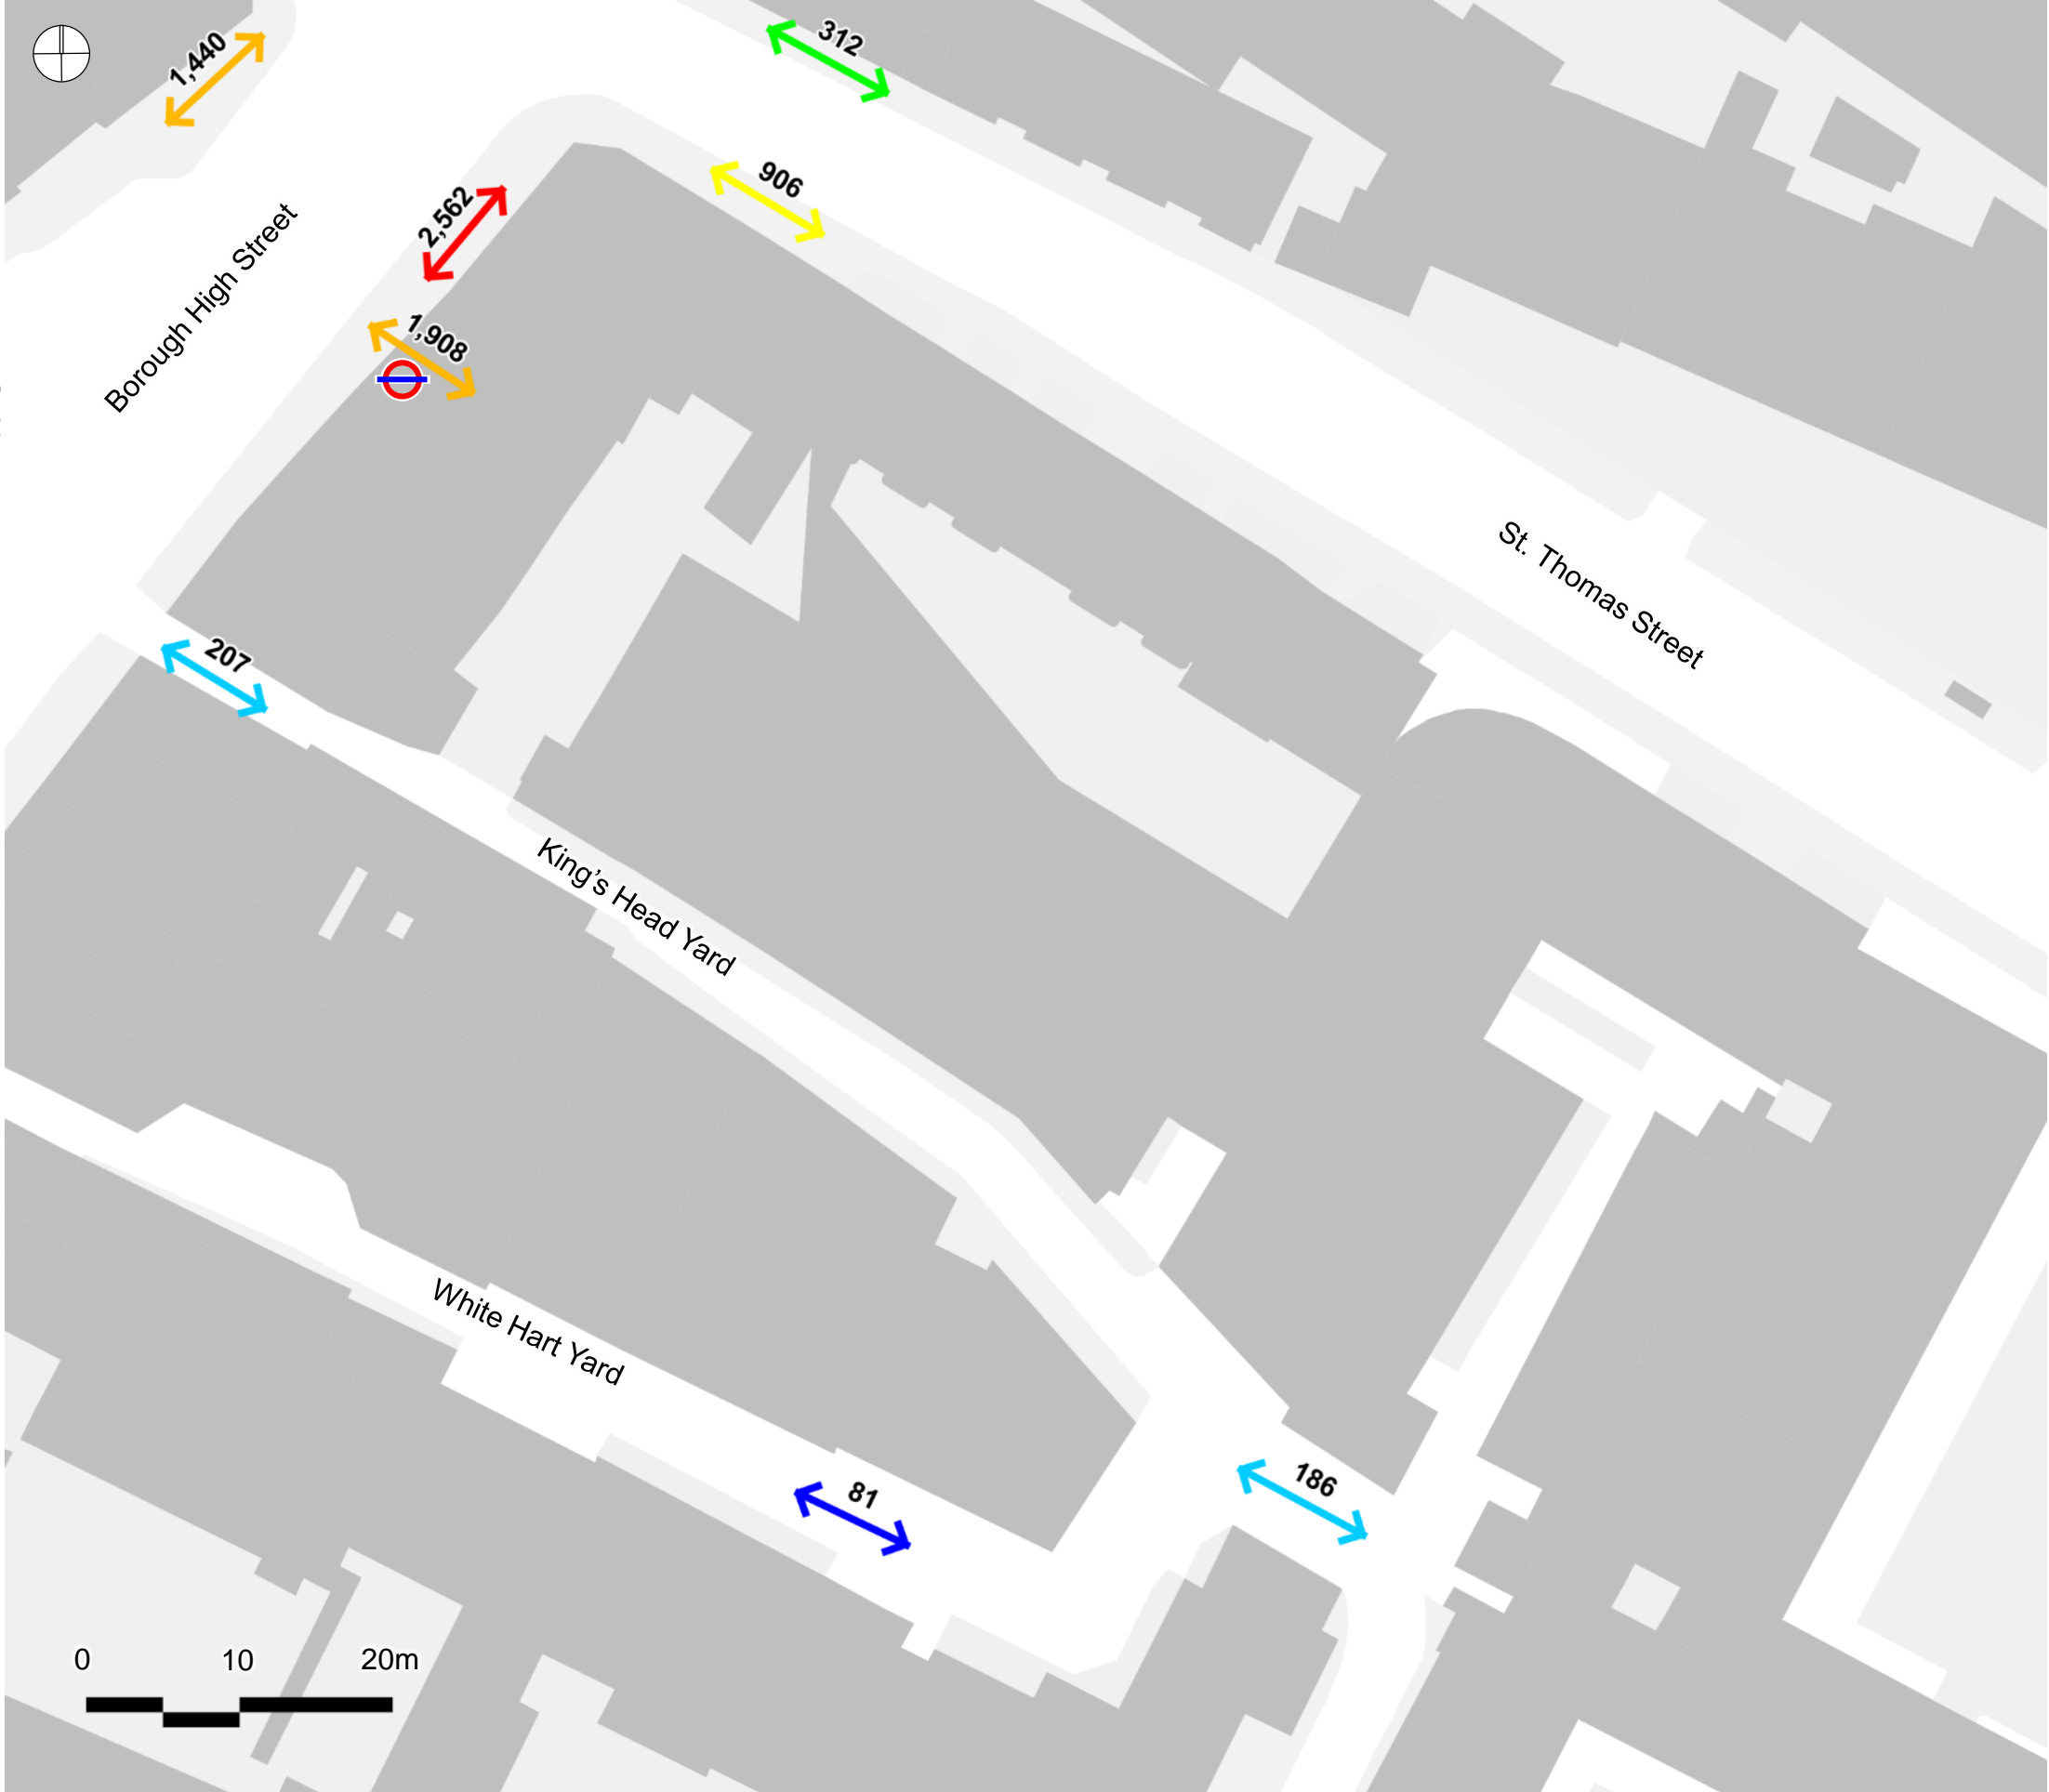 312
1,440
906
2,562
Borough High Street
1,908
St. Thomas Street
207
King’s Head Yard
White Hart Yard
186
81
0 10 20m